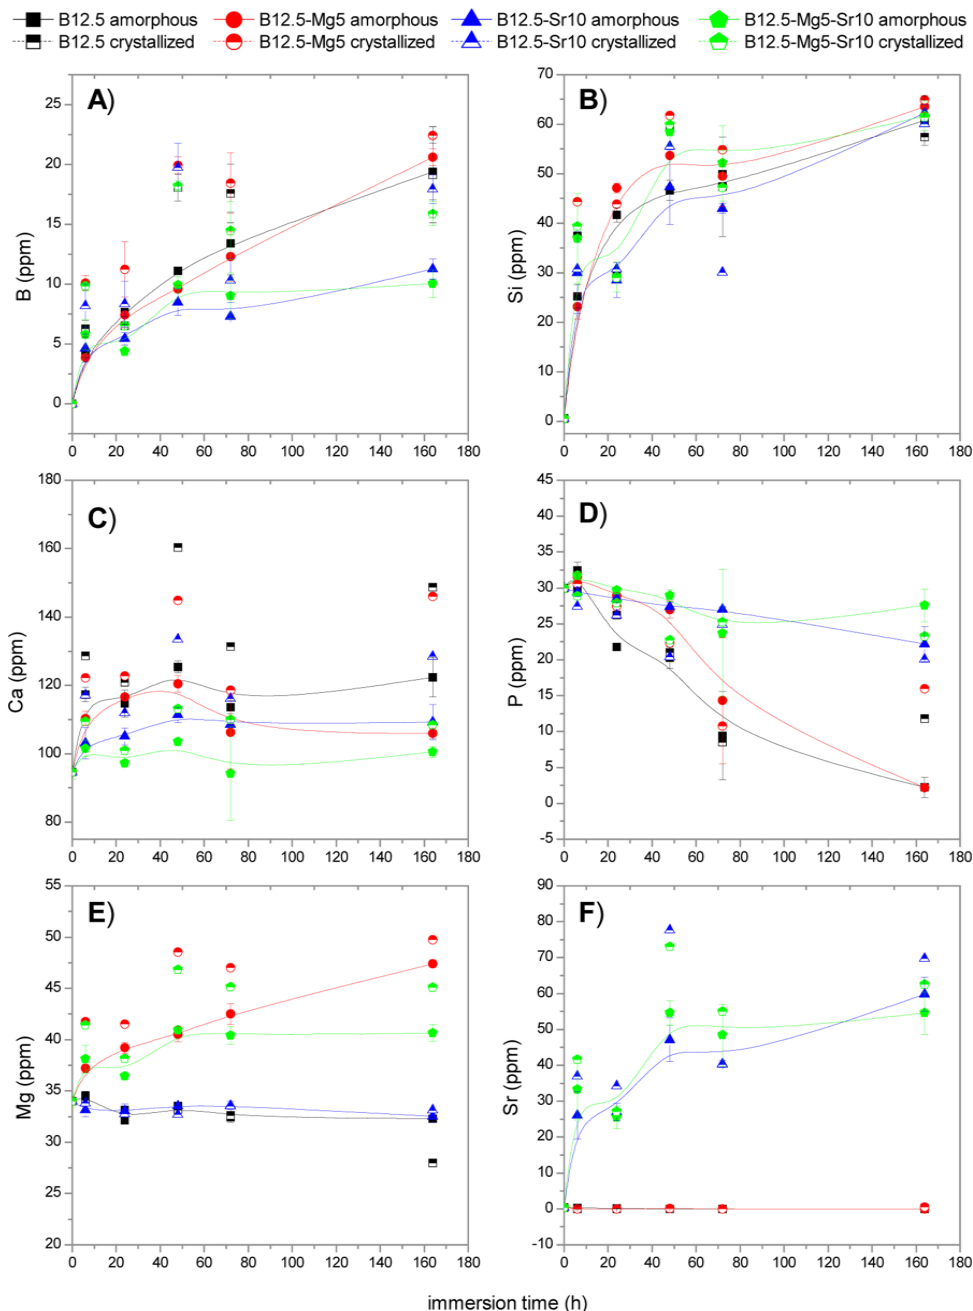 B12.5 amorphous B12.5-Mg5 amorphous B12.5-Sr10 amorphous B12.5-Mg5-Sr10 amorphous
B12.5 crystallized B12.5-Mg5 crystallized B12.5-Sr10 crystallized B12.5-Mg5-Sr10 crystallized
A)
B (ppm)
25
20
15
10
5
0
0 20 40 60 80 100 120 140 160 180
B)
Si (ppm)
70
60
50
40
30
20
10
0
0 20 40 60 80 100 120 140 160 180
C)
Ca (ppm)
180
160
140
120
100
80
0 20 40 60 80 100 120 140 160 180
D)
P (ppm)
45
40
35
30
25
20
15
10
5
0
-5
0 20 40 60 80 100 120 140 160 180
E)
Mg (ppm)
55
50
45
40
35
30
25
20
0 20 40 60 80 100 120 140 160 180
F)
Sr (ppm)
90
80
70
60
50
40
30
20
10
0
-10
0 20 40 60 80 100 120 140 160 180
immersion time (h)